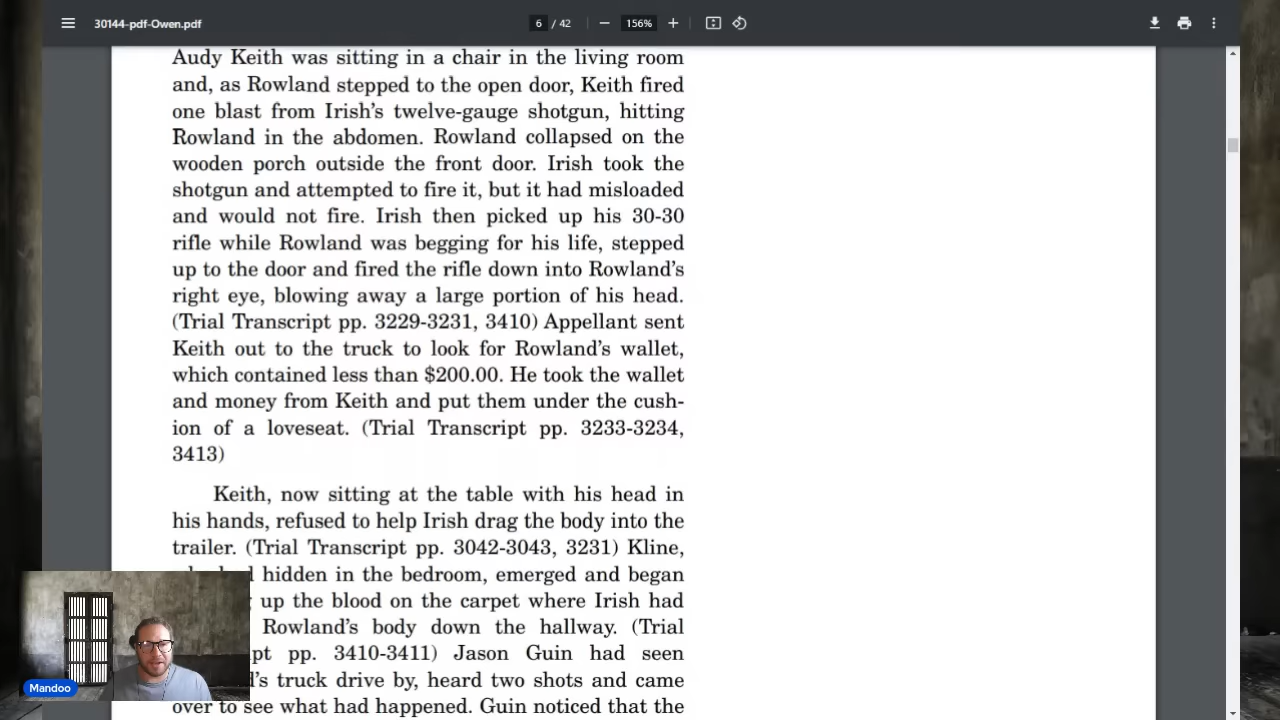 30144-pdf-Owen.pdf
6 / 42
156%
Audy Keith was sitting in a chair in the living room
and, as Rowland stepped to the open door, Keith fired
one blast from Irish's twelve-gauge shotgun, hitting
Rowland in the abdomen. Rowland collapsed on the
wooden porch outside the front door. Irish took the
shotgun and attempted to fire it, but it had misloaded
and would not fire. Irish then picked up his 30-30
rifle while Rowland was begging for his life, stepped
up to the door and fired the rifle down into Rowland's
right eye, blowing away a large portion of his head.
(Trial Transcript pp. 3229-3231, 3410) Appellant sent
Keith out to the truck to look for Rowland's wallet,
which contained less than $200.00. He took the wallet
and money from Keith and put them under the cush-
ion of a loveseat. (Trial Transcript pp. 3233-3234,
3413)
Keith, now sitting at the table with his head in
his hands, refused to help Irish drag the body into the
trailer. (Trial Transcript pp. 3042-3043, 3231) Kline,
hidden in the bedroom, emerged and began
up the blood on the carpet where Irish had
Rowland's body down the hallway. (Trial
pp. 3410-3411) Jason Guin had seen
truck drive by, heard two shots and came
over to see what had happened. Guin noticed that the
Mandoo